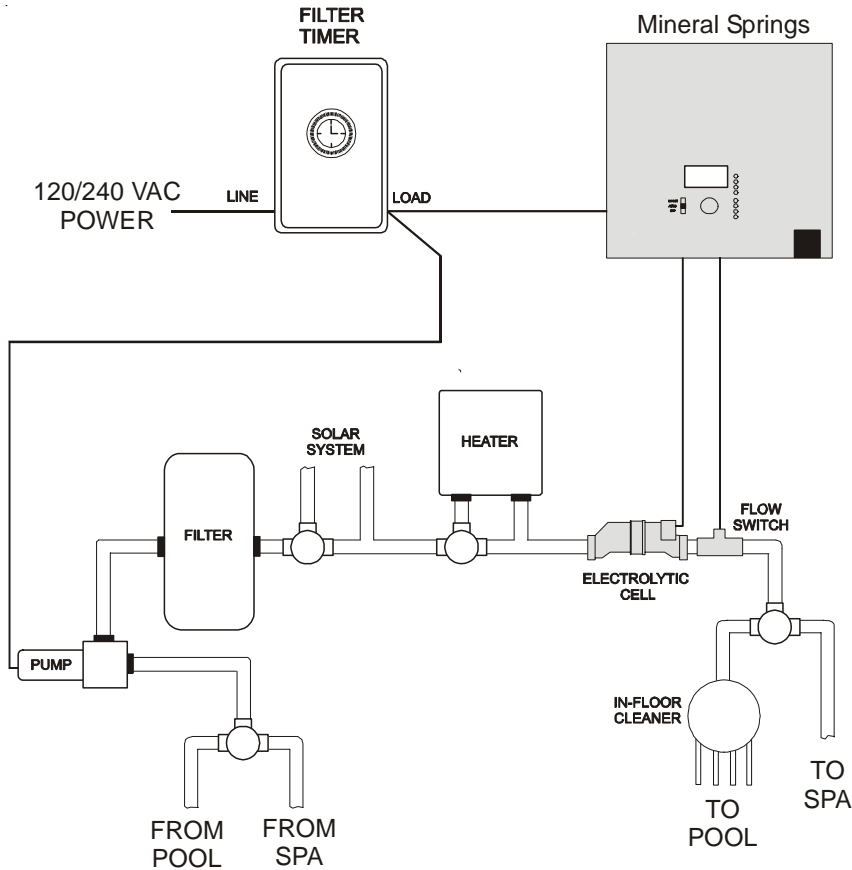 FILTER
TIMER
Mineral Springs
120/240 VAC
POWER
LINE
LOAD
SOLAR
SYSTEM
HEATER
FILTER
FLOW
SWITCH
ELECTROLYTIC
CELL
PUMP
IN-FLOOR
CLEANER
TO
SPA
TO
POOL
FROM
POOL
FROM
SPA